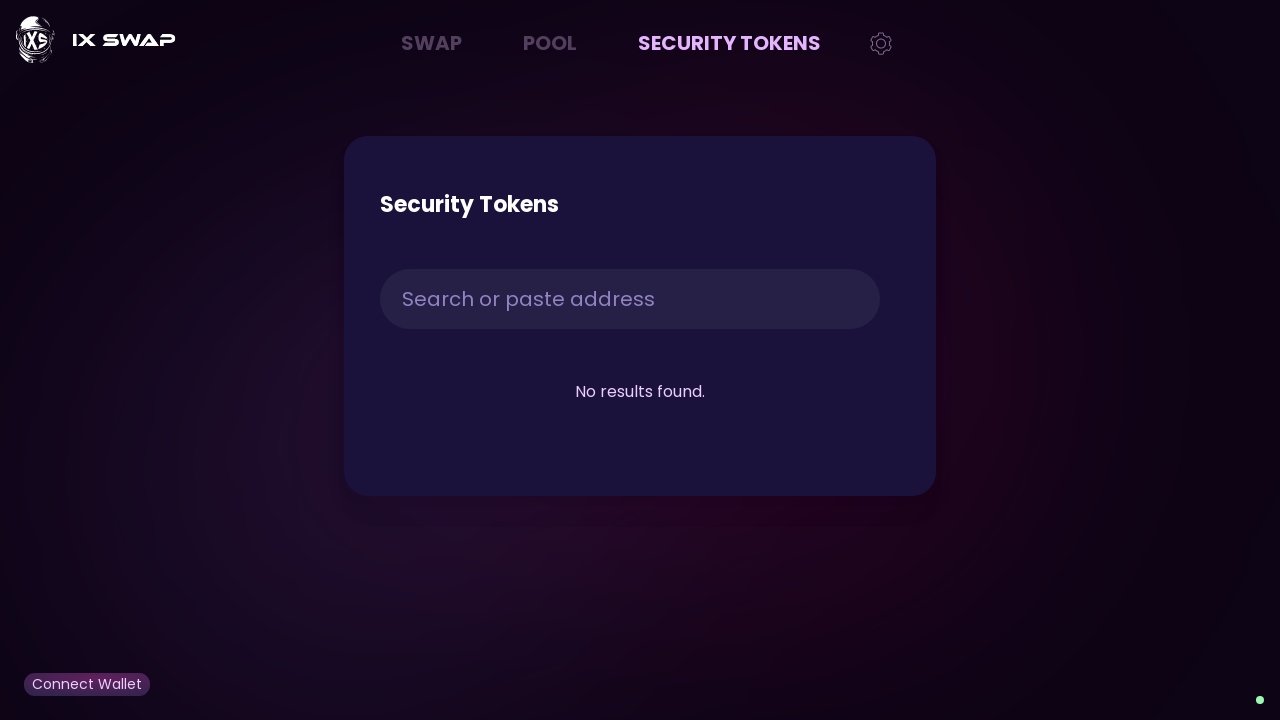 IXS
IX SWAP
SWAP
POOL
SECURITY TOKENS
Security Tokens
Search or paste address
No results found.
Connect Wallet